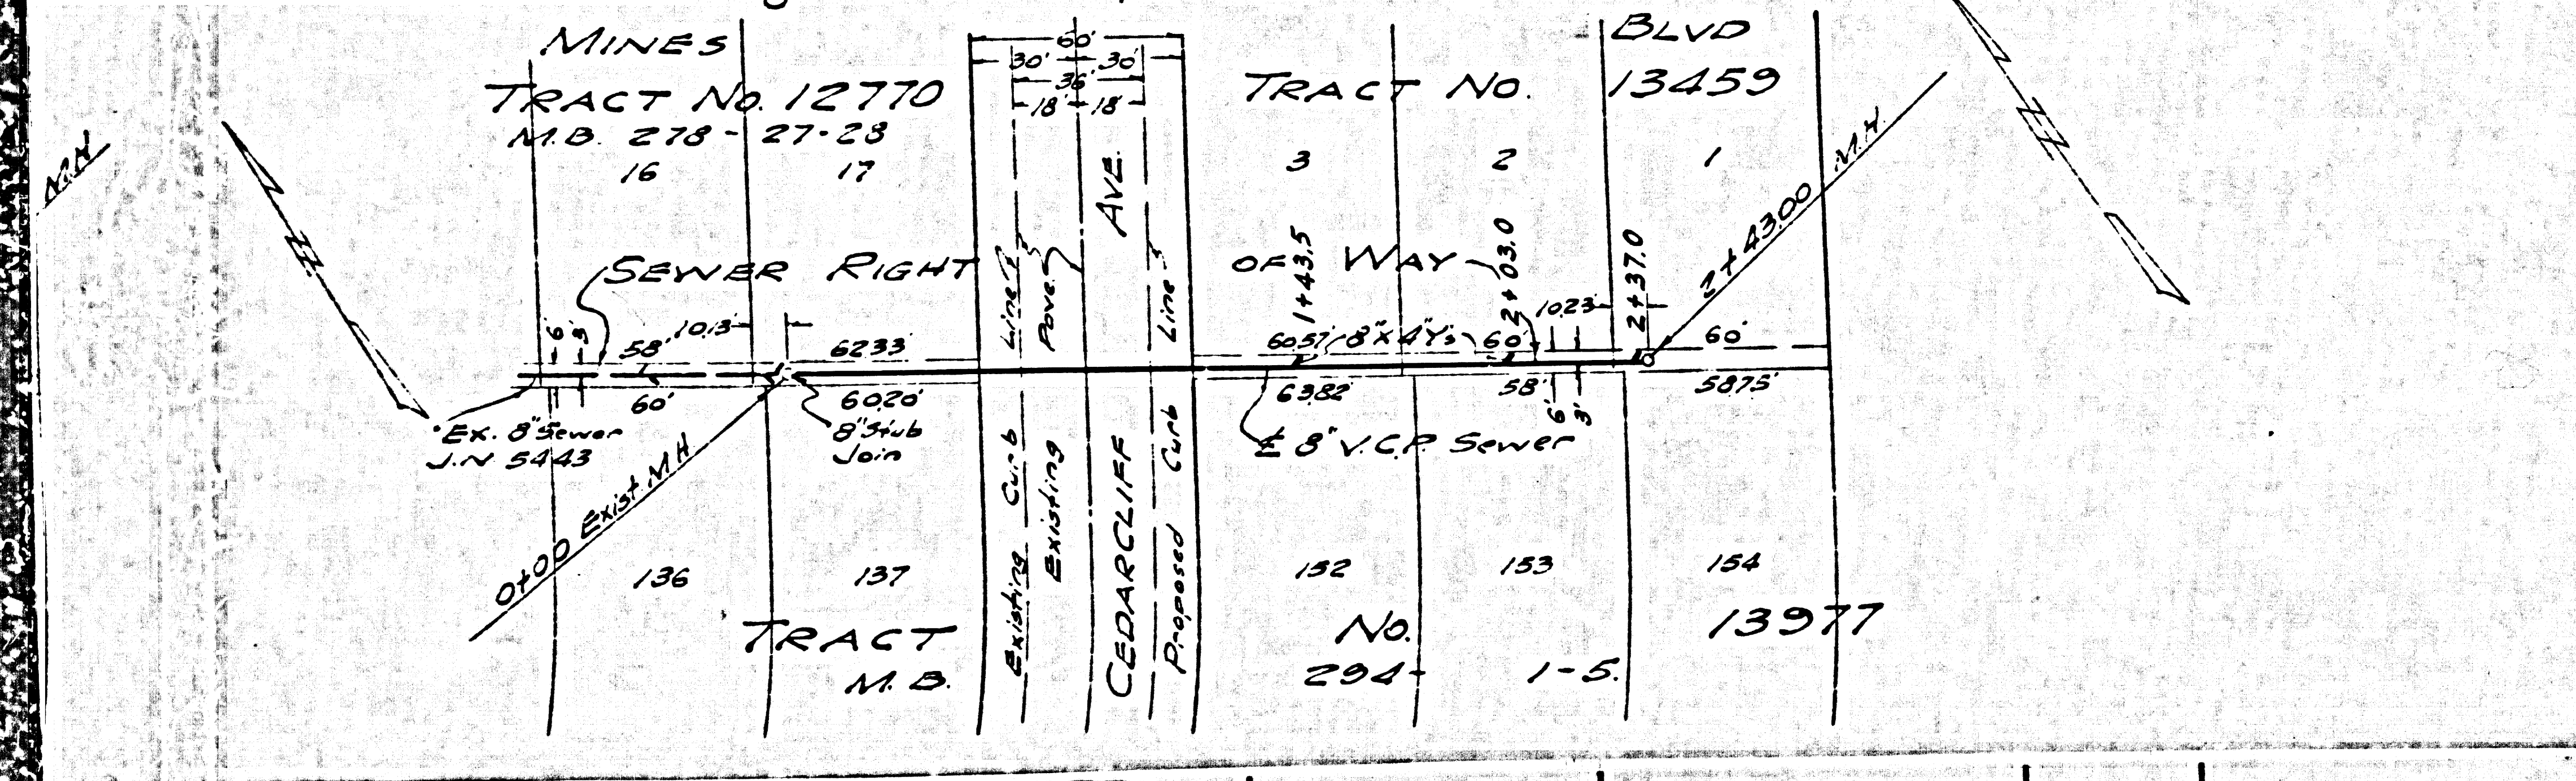 MINES BLVD
TRACT No. 12770
M.B. 278 - 27-28
16 17
60'
30' 30'
36'
18' 18'
TRACT NO. 13459
3 2 1
M.H.
N.
AVE.
CEDARCLIFF
SEWER RIGHT OF WAY
Line
Pave.
Line
1+43.5
2+03.0
2+37.0
2+43.00 M.H.
6'
3'
58'
10.13'
62.33
60.57'
8"x4"Ys
60'
10.23'
60'
60'
60.20'
63.82'
58'
6'
3'
58.75'
Ex. 8" Sewer
J.N 5443
8" Stub
Join
℄ 8" V.C.P. Sewer
0+00 Exist. M.H.
Existing Curb
Existing
Proposed Curb
136 137 152 153 154
TRACT No. 13977
M.B. 294- 1-5.